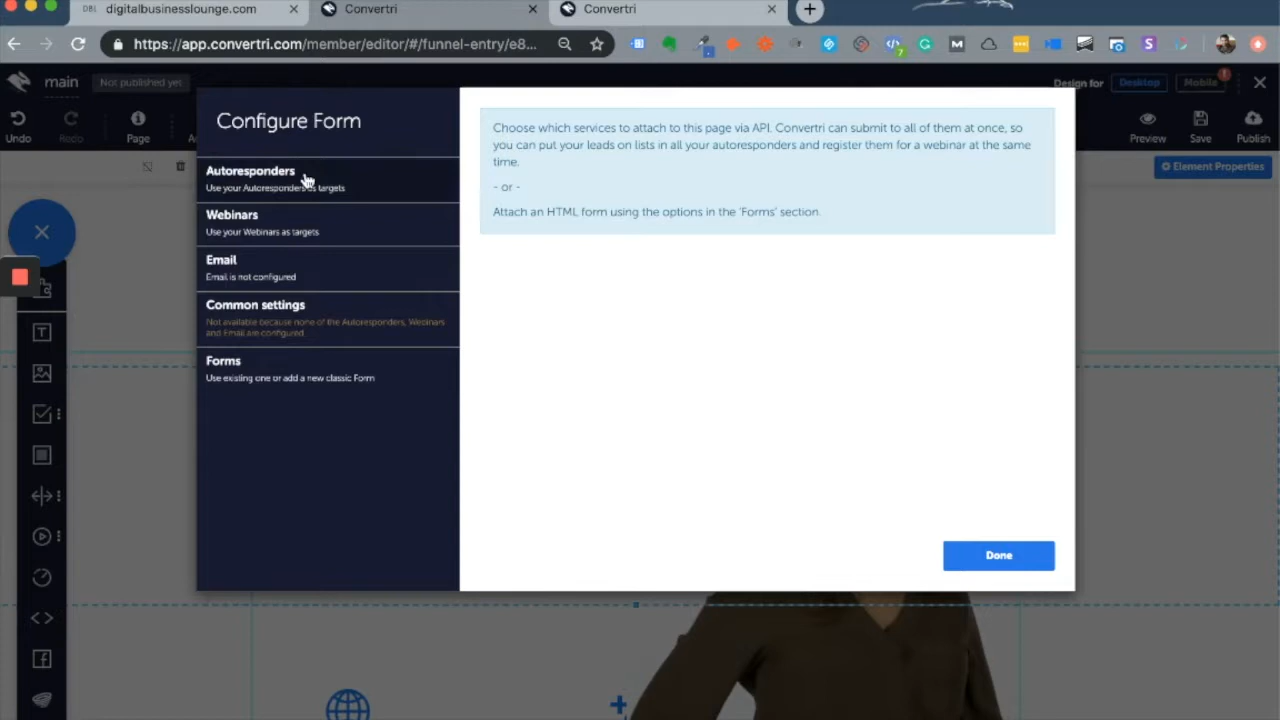 DBL digitalbusinesslounge.com
Convertri
Convertri
https://app.convertri.com/member/editor/#/funnel-entry/e8...
main
Not published yet
Design for
Desktop
Mobile
Undo
Redo
Page
Preview
Save
Publish
Element Properties
Configure Form
Autoresponders
Use your Autoresponders as targets
Webinars
Use your Webinars as targets
Email
Email is not configured
Common settings
Not available because none of the Autoresponders, Webinars
and Email are configured.
Forms
Use existing one or add a new classic Form
Choose which services to attach to this page via API. Convertri can submit to all of them at once, so
you can put your leads on lists in all your autoresponders and register them for a webinar at the same
time.
- or -
Attach an HTML form using the options in the 'Forms' section.
Done